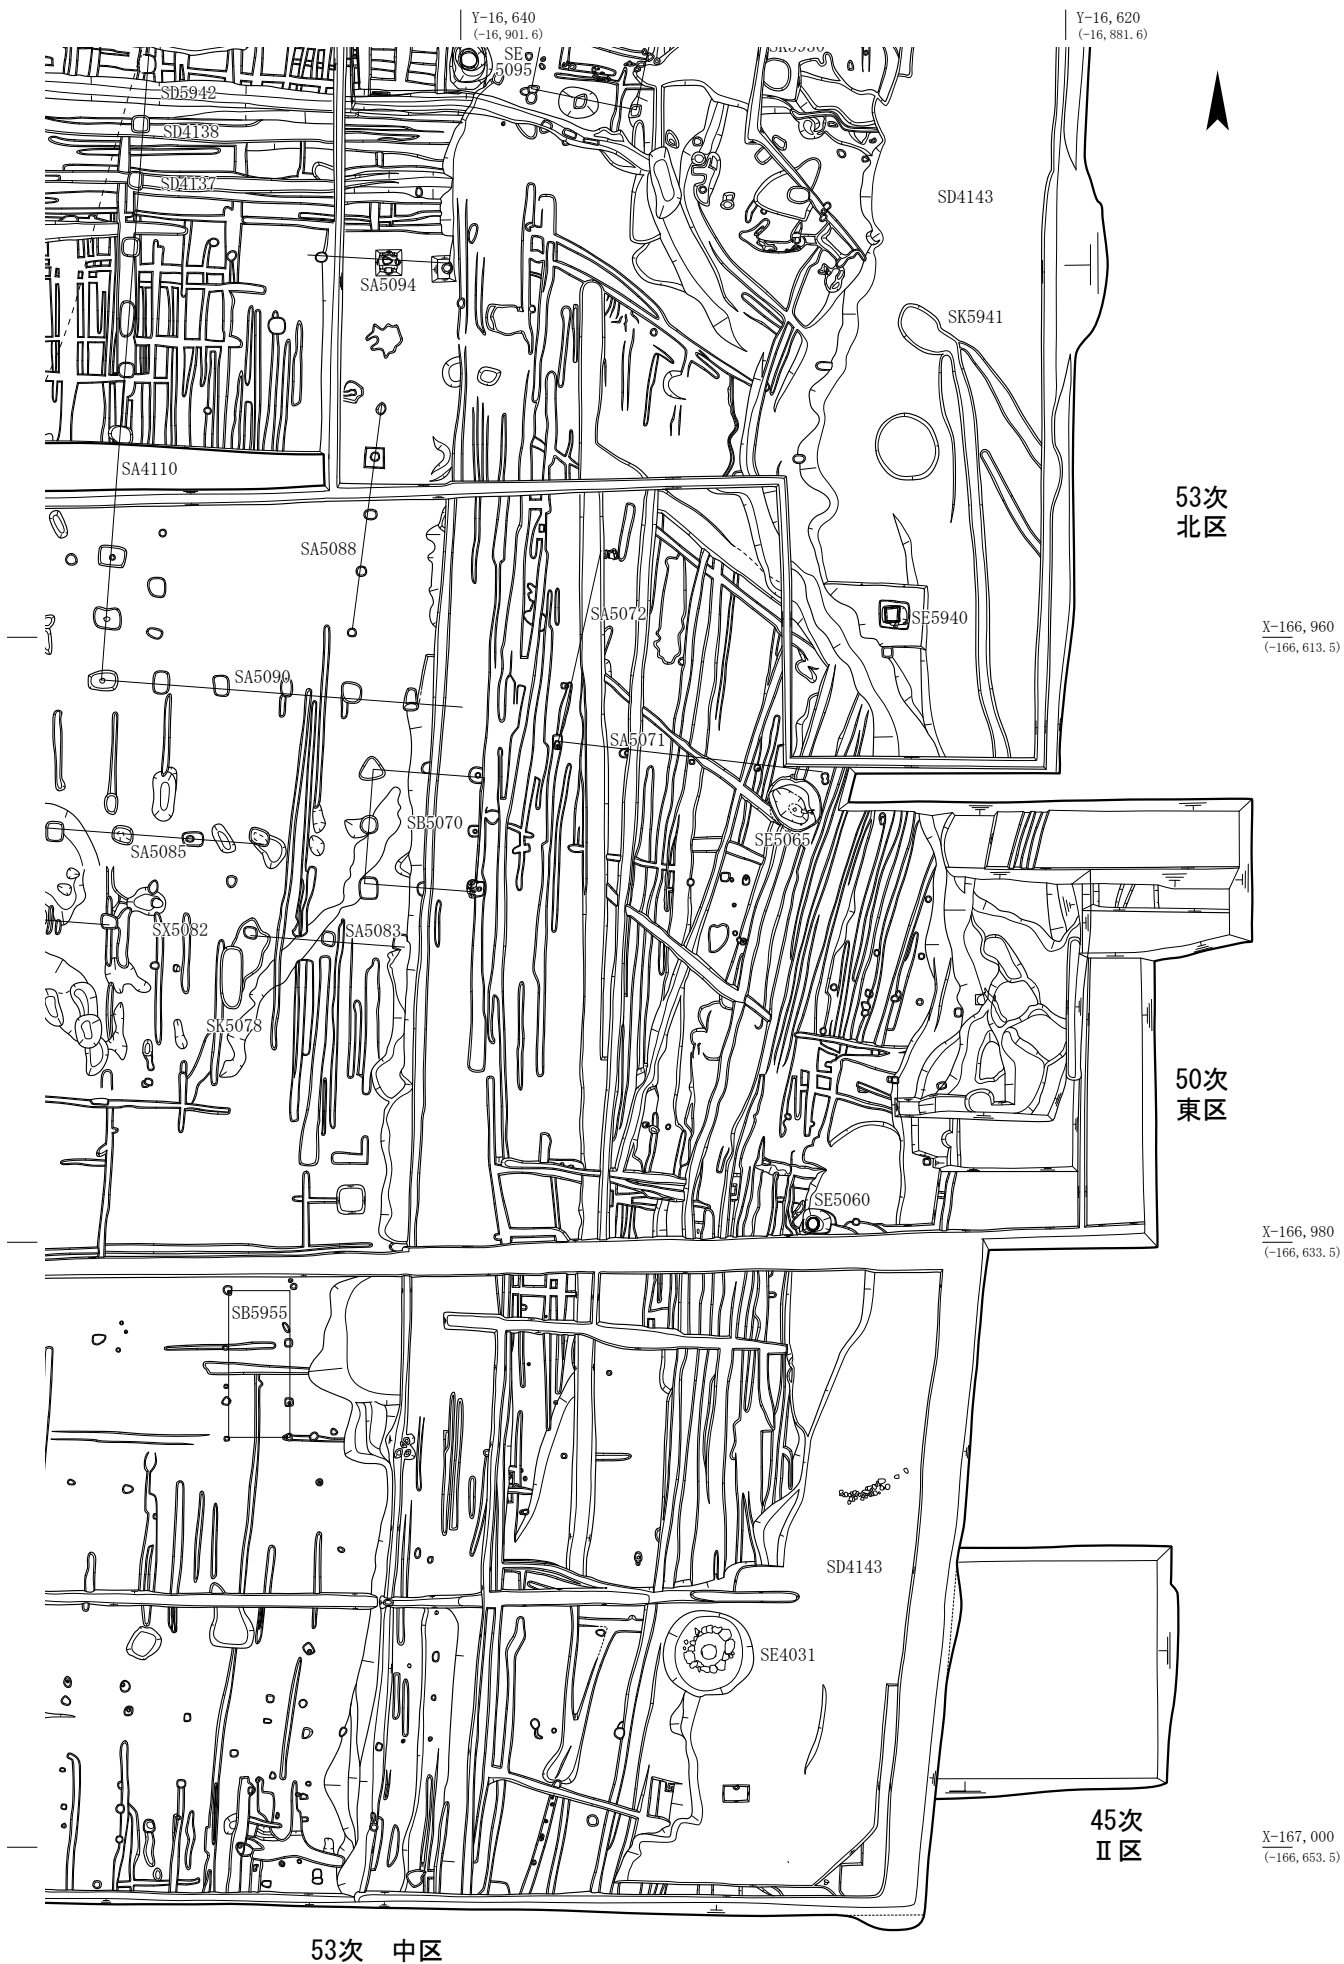 Y-16,640
(-16,901.6)
Y-16,620
(-16,881.6)
SK5930
SE
5095
SD5942
SD4138
SD4137
SD4143
SA5094
SK5941
SA4110
53次
北区
SA5088
SA5072
SE5940
X-166,960
(-166,613.5)
SA5090
SA5071
SB5070
SE5065
SA5085
SX5082
SA5083
SK5078
50次
東区
SE5060
X-166,980
(-166,633.5)
SB5955
SD4143
SE4031
45次
Ⅱ区
X-167,000
(-166,653.5)
53次 中区